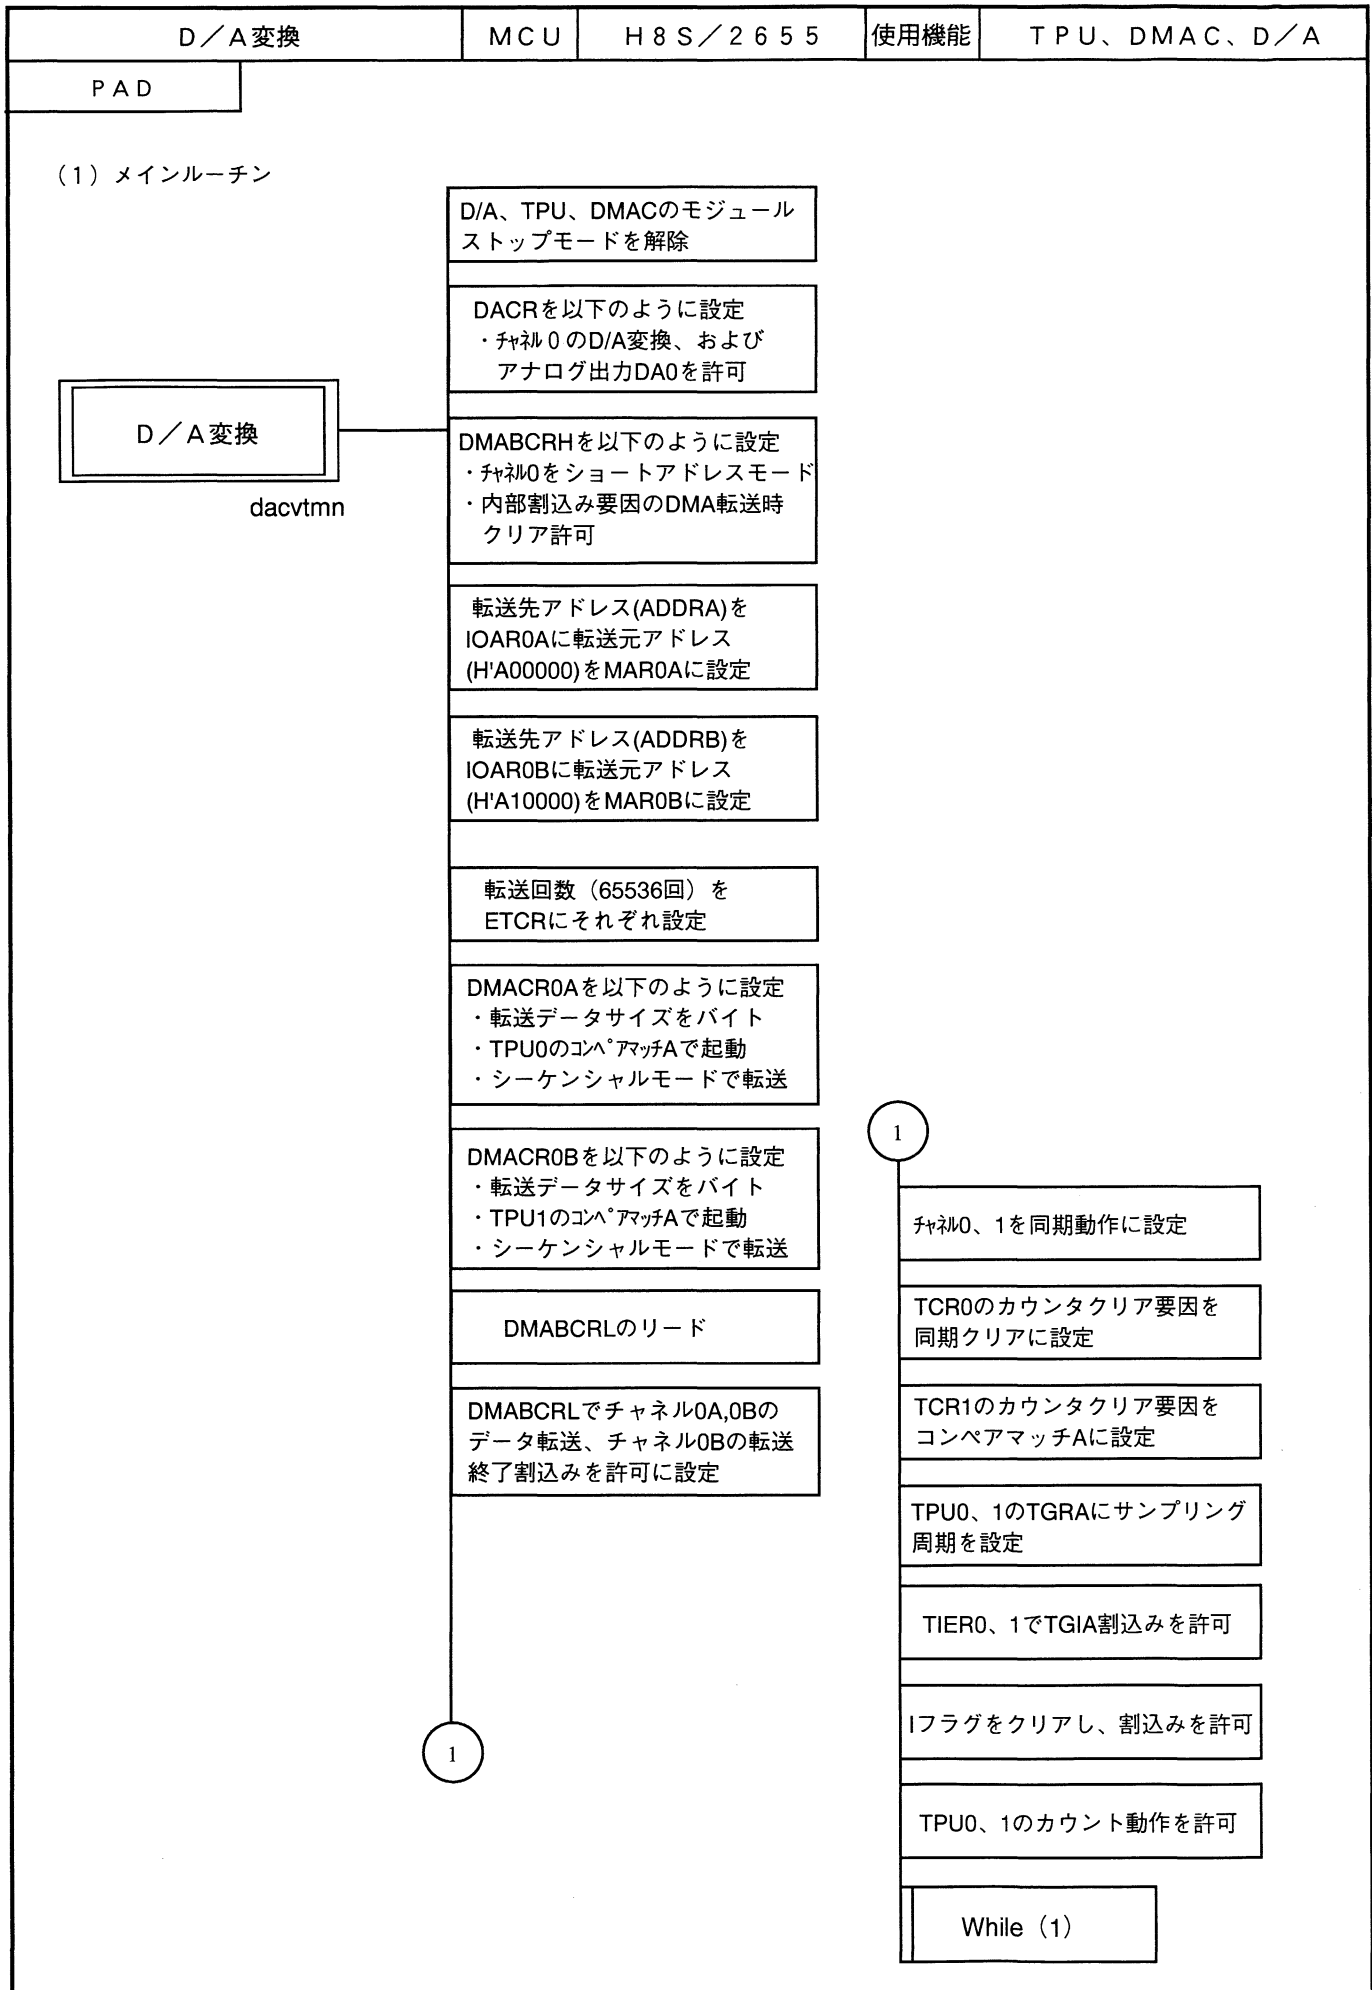 D／A変換
MCU
H8S／2655
使用機能
TPU、DMAC、D／A
PAD
（1）メインルーチン
D/A、TPU、DMACのモジュール
ストップモードを解除
DACRを以下のように設定
・ﾁｬﾈﾙ０のD/A変換、および
アナログ出力DA0を許可
D／A変換
dacvtmn
DMABCRHを以下のように設定
・ﾁｬﾈﾙ0をショートアドレスモード
・内部割込み要因のDMA転送時
クリア許可
転送先アドレス(ADDRA)を
IOAR0Aに転送元アドレス
(H'A00000)をMAR0Aに設定
転送先アドレス(ADDRB)を
IOAR0Bに転送元アドレス
(H'A10000)をMAR0Bに設定
転送回数（65536回）を
ETCRにそれぞれ設定
DMACR0Aを以下のように設定
・転送データサイズをバイト
・TPU0のｺﾝﾍﾟｱﾏｯﾁAで起動
・シーケンシャルモードで転送
DMACR0Bを以下のように設定
・転送データサイズをバイト
・TPU1のｺﾝﾍﾟｱﾏｯﾁAで起動
・シーケンシャルモードで転送
DMABCRLのリード
DMABCRLでチャネル0A,0Bの
データ転送、チャネル0Bの転送
終了割込みを許可に設定
1
1
ﾁｬﾈﾙ0、1を同期動作に設定
TCR0のカウンタクリア要因を
同期クリアに設定
TCR1のカウンタクリア要因を
コンペアマッチAに設定
TPU0、1のTGRAにサンプリング
周期を設定
TIER0、1でTGIA割込みを許可
Iフラグをクリアし、割込みを許可
TPU0、1のカウント動作を許可
While（1）